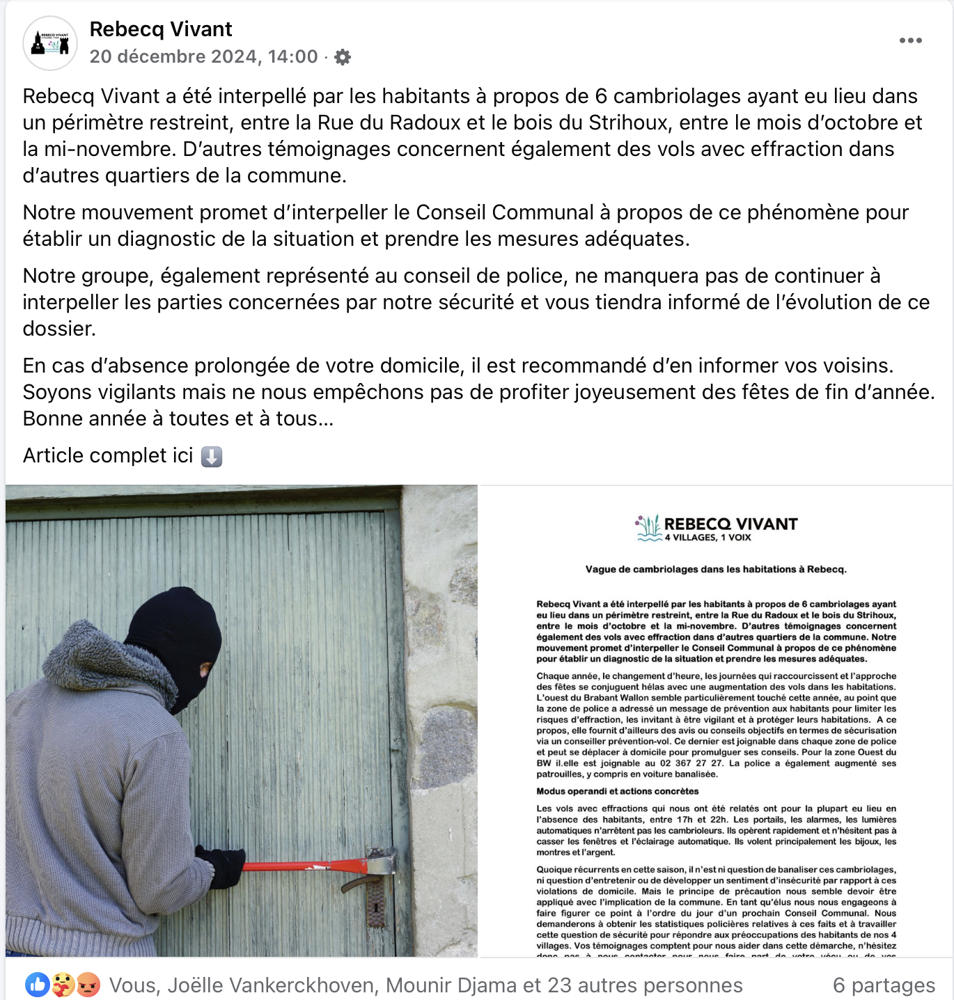 Rebecq Vivant
20 décembre 2024, 14:00 ·
Rebecq Vivant a été interpellé par les habitants à propos de 6 cambriolages ayant eu lieu dans
un périmètre restreint, entre la Rue du Radoux et le bois du Strihoux, entre le mois d’octobre et
la mi-novembre. D’autres témoignages concernent également des vols avec effraction dans
d’autres quartiers de la commune.
Notre mouvement promet d’interpeller le Conseil Communal à propos de ce phénomène pour
établir un diagnostic de la situation et prendre les mesures adéquates.
Notre groupe, également représenté au conseil de police, ne manquera pas de continuer à
interpeller les parties concernées par notre sécurité et vous tiendra informé de l’évolution de ce
dossier.
En cas d’absence prolongée de votre domicile, il est recommandé d’en informer vos voisins.
Soyons vigilants mais ne nous empêchons pas de profiter joyeusement des fêtes de fin d’année.
Bonne année à toutes et à tous...
Article complet ici ⬇️
REBECQ VIVANT
4 VILLAGES, 1 VOIX
Vague de cambriolages dans les habitations à Rebecq.
Rebecq Vivant a été interpellé par les habitants à propos de 6 cambriolages ayant
eu lieu dans un périmètre restreint, entre la Rue du Radoux et le bois du Strihoux,
entre le mois d’octobre et la mi-novembre. D’autres témoignages concernent
également des vols avec effraction dans d’autres quartiers de la commune. Notre
mouvement promet d’interpeller le Conseil Communal à propos de ce phénomène
pour établir un diagnostic de la situation et prendre les mesures adéquates.
Chaque année, le changement d’heure, les journées qui raccourcissent et l’approche
des fêtes se conjuguent hélas avec une augmentation des vols dans les habitations.
L’ouest du Brabant Wallon semble particulièrement touché cette année, au point que
la zone de police a adressé un message de prévention aux habitants pour limiter les
risques d’effraction, les invitant à être vigilant et à protéger leurs habitations. A ce
propos, elle fournit d’ailleurs des avis ou conseils objectifs en termes de sécurisation
via un conseiller prévention-vol. Ce dernier est joignable dans chaque zone de police
et peut se déplacer à domicile pour promulguer ses conseils. Pour la zone Ouest du
BW il.elle est joignable au 02 367 27 27. La police a également augmenté ses
patrouilles, y compris en voiture banalisée.
Modus operandi et actions concrètes
Les vols avec effractions qui nous ont été relatés ont pour la plupart eu lieu en
l’absence des habitants, entre 17h et 22h. Les portails, les alarmes, les lumières
automatiques n’arrêtent pas les cambrioleurs. Ils opèrent rapidement et n’hésitent pas à
casser les fenêtres et l’éclairage automatique. Ils volent principalement les bijoux, les
montres et l’argent.
Quoique récurrents en cette saison, il n’est ni question de banaliser ces cambriolages,
ni question d’entretenir ou de développer un sentiment d’insécurité par rapport à ces
violations de domicile. Mais le principe de précaution nous semble devoir être
appliqué avec l’implication de la commune. En tant qu’élus nous nous engageons à
faire figurer ce point à l’ordre du jour d’un prochain Conseil Communal. Nous
demanderons à obtenir les statistiques policières relatives à ces faits et à travailler
cette question de sécurité pour répondre aux préoccupations des habitants de nos 4
villages. Vos témoignages comptent pour nous aider dans cette démarche, n’hésitez
donc pas à nous contacter pour nous faire part de votre vécu ou de vos
Vous, Joëlle Vankerckhoven, Mounir Djama et 23 autres personnes
6 partages